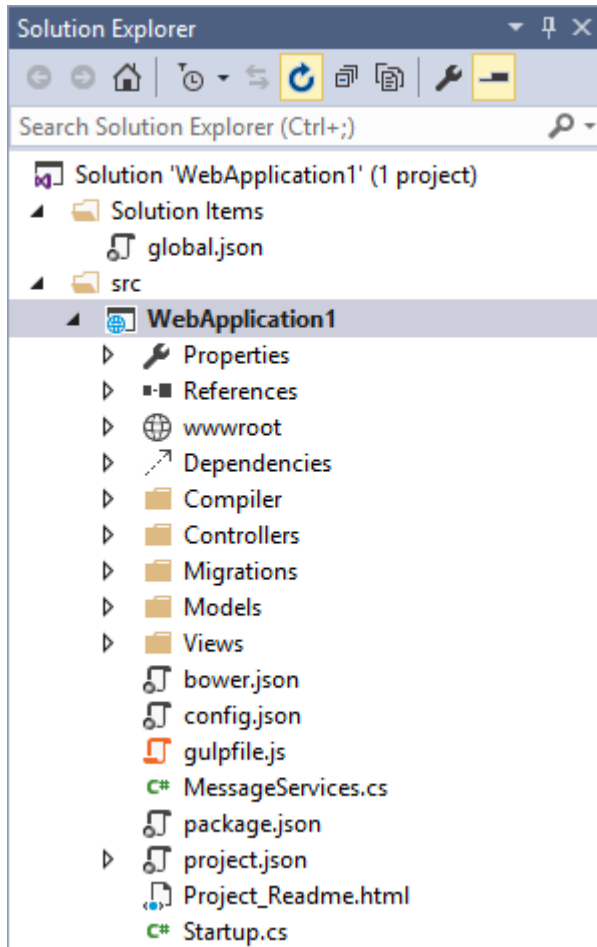 Solution Explorer
Search Solution Explorer (Ctrl+;)
Solution 'WebApplication1' (1 project)
Solution Items
global.json
src
WebApplication1
Properties
References
wwwroot
Dependencies
Compiler
Controllers
Migrations
Models
Views
bower.json
config.json
gulpfile.js
C# MessageServices.cs
package.json
project.json
Project_Readme.html
C# Startup.cs